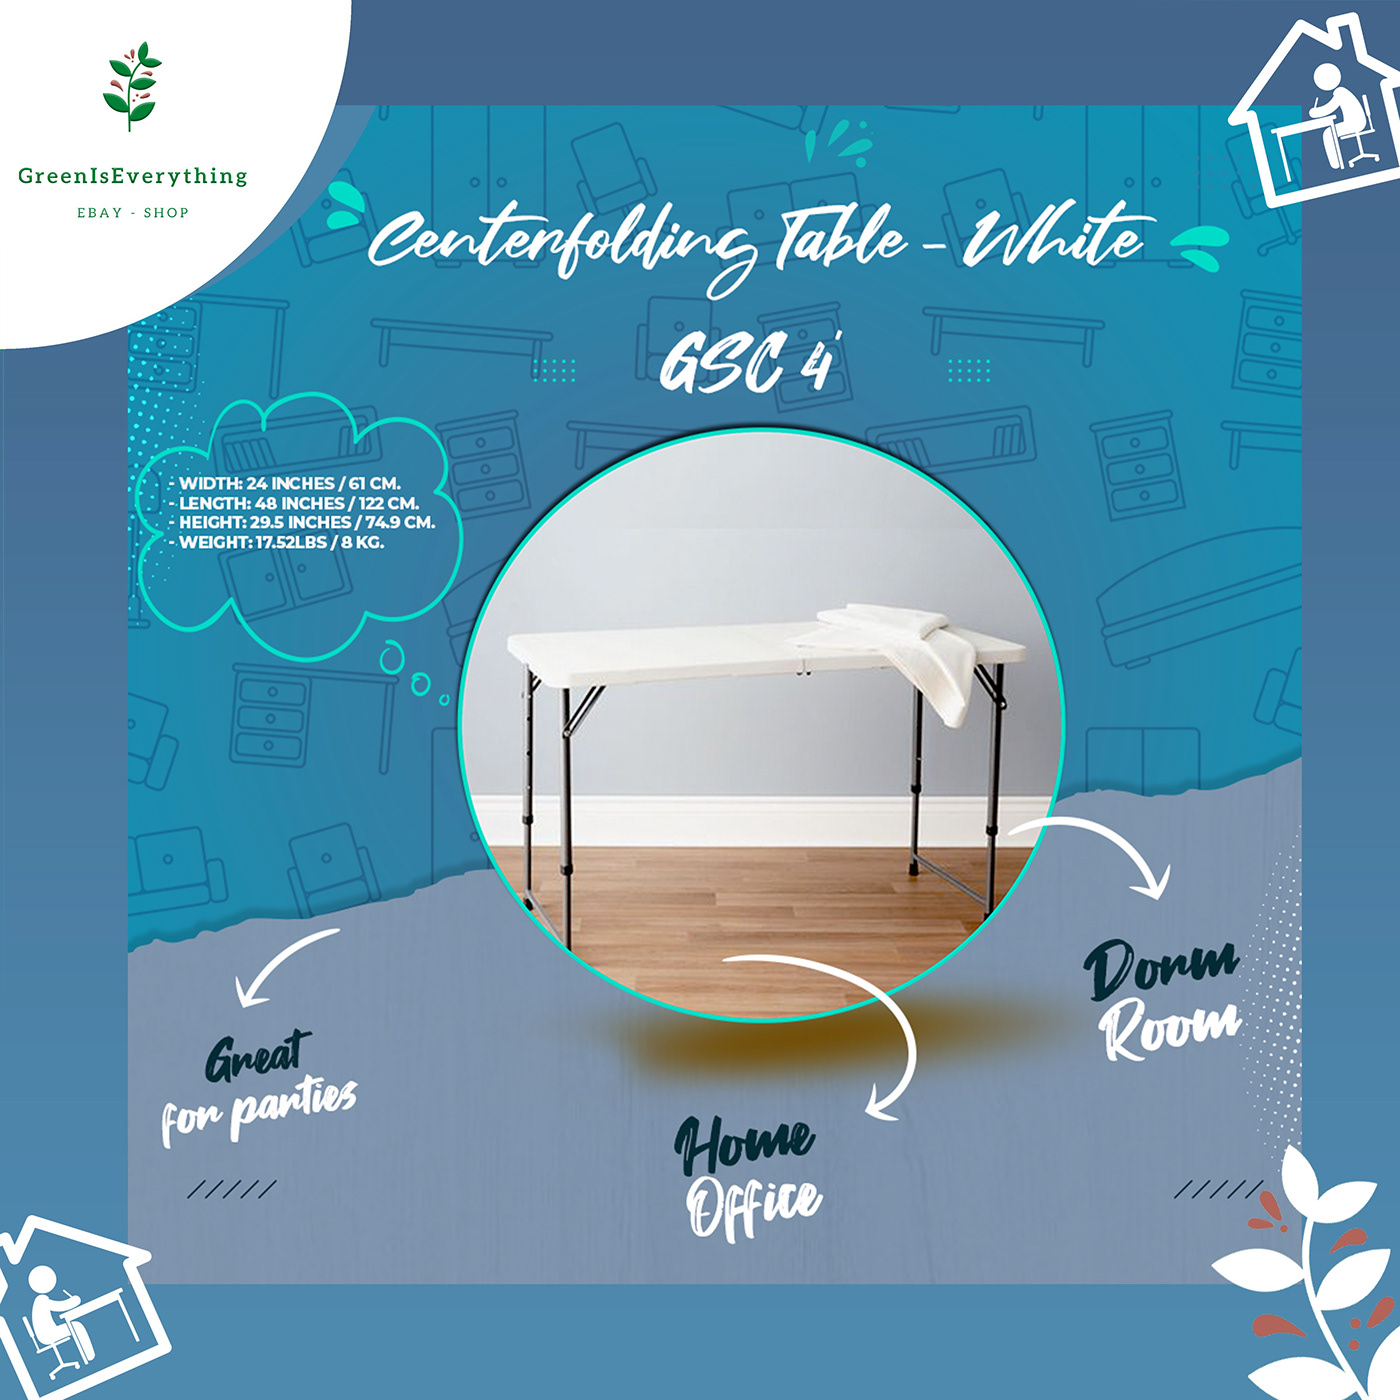 GreenIsEverything
EBAY - SHOP
Centerfolding Table - White
GSC 4'
- WIDTH: 24 INCHES / 61 CM.
- LENGTH: 48 INCHES / 122 CM.
- HEIGHT: 29.5 INCHES / 74.9 CM.
- WEIGHT: 17.52LBS / 8 KG.
Dorm
Room
Great
for parties
Home
Office